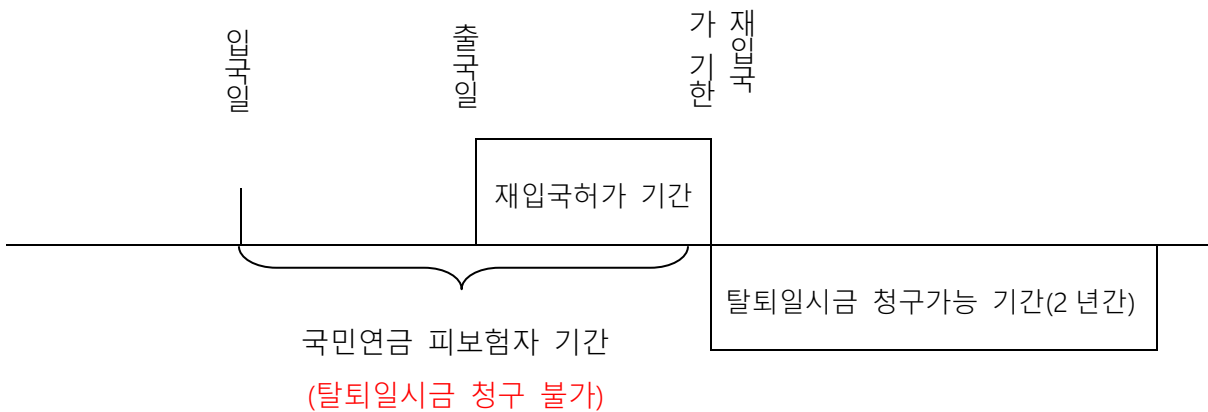 입국일
출국일
재입국
가 기한
재입국허가 기간
탈퇴일시금 청구가능 기간(2 년간)
국민연금 피보험자 기간
(탈퇴일시금 청구 불가)